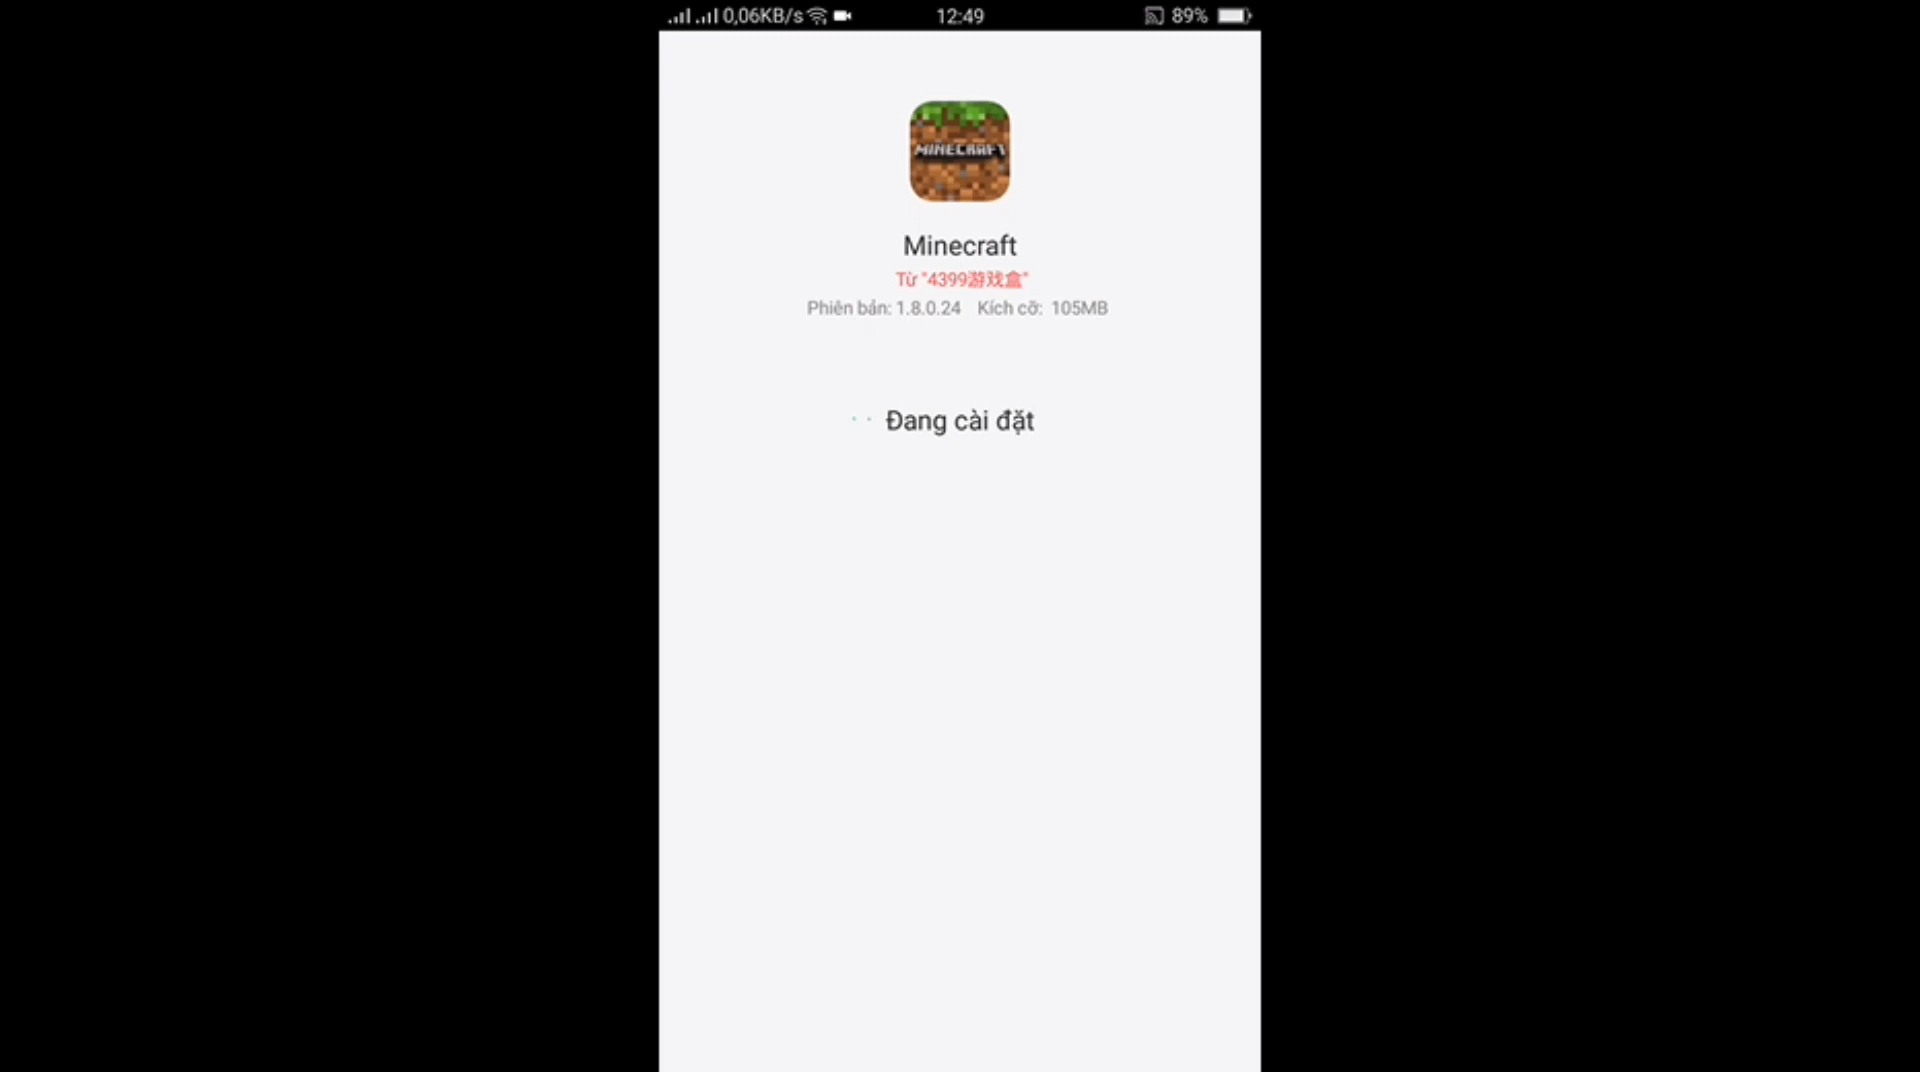 0,06KB/s 12:49 89%
MINECRAFT
Minecraft
Từ "4399游戏盒"
Phiên bản: 1.8.0.24 Kích cỡ: 105MB
Đang cài đặt